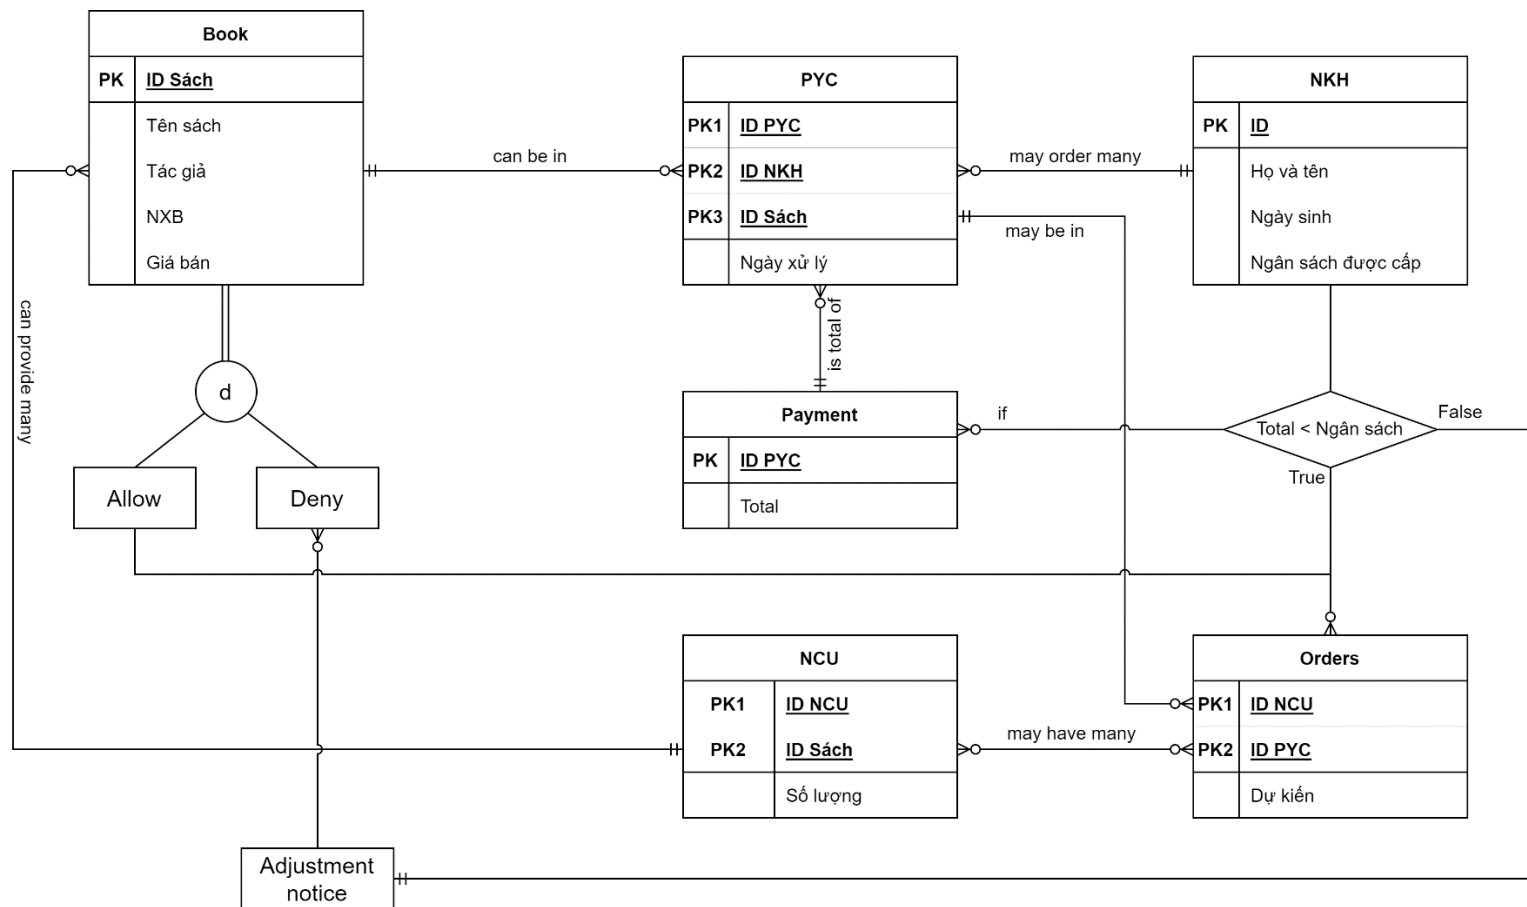 Book
PK ID Sách
Tên sách
Tác giả
NXB
Giá bán
PYC
PK1 ID PYC
PK2 ID NKH
PK3 ID Sách
Ngày xử lý
NKH
PK ID
Họ và tên
Ngày sinh
Ngân sách được cấp
can be in
may order many
may be in
can provide many
is total of
d
Allow
Deny
Payment
PK ID PYC
Total
if
Total < Ngân sách
False
True
NCU
PK1 ID NCU
PK2 ID Sách
Số lượng
may have many
Orders
PK1 ID NCU
PK2 ID PYC
Dự kiến
Adjustment
notice